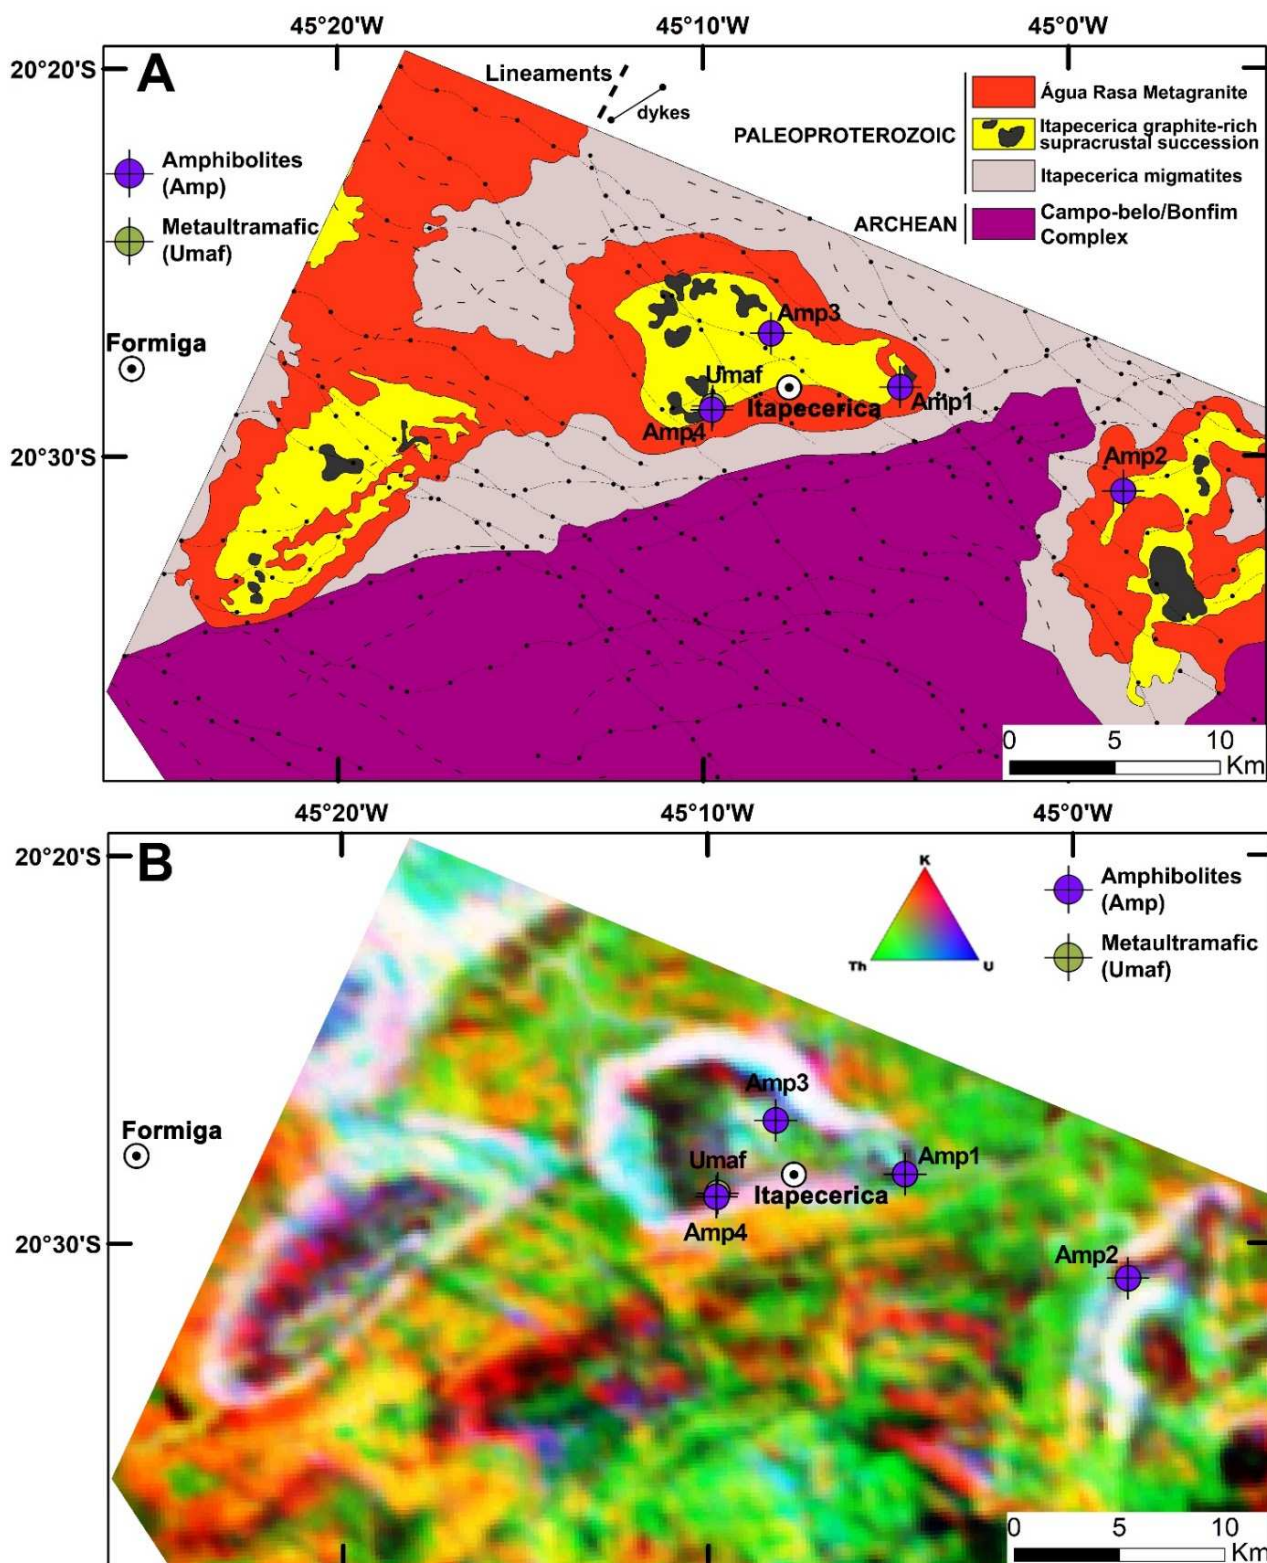 45°20'W 45°10'W 45°0'W
20°20'S
A
Lineaments
dykes
Água Rasa Metagranite
PALEOPROTEROZOIC
Itapecerica graphite-rich
supracrustal succession
Itapecerica migmatites
ARCHEAN
Campo-belo/Bonfim
Complex
Amphibolites
(Amp)
Metaultramafic
(Umaf)
Formiga
Amp3
Umaf
Itapecerica
Amp1
Amp4
Amp2
20°30'S
0 5 10
Km
45°20'W 45°10'W 45°0'W
20°20'S
B
K
Th U
Amphibolites
(Amp)
Metaultramafic
(Umaf)
Formiga
Amp3
Umaf
Amp1
Itapecerica
Amp4
Amp2
20°30'S
0 5 10
Km